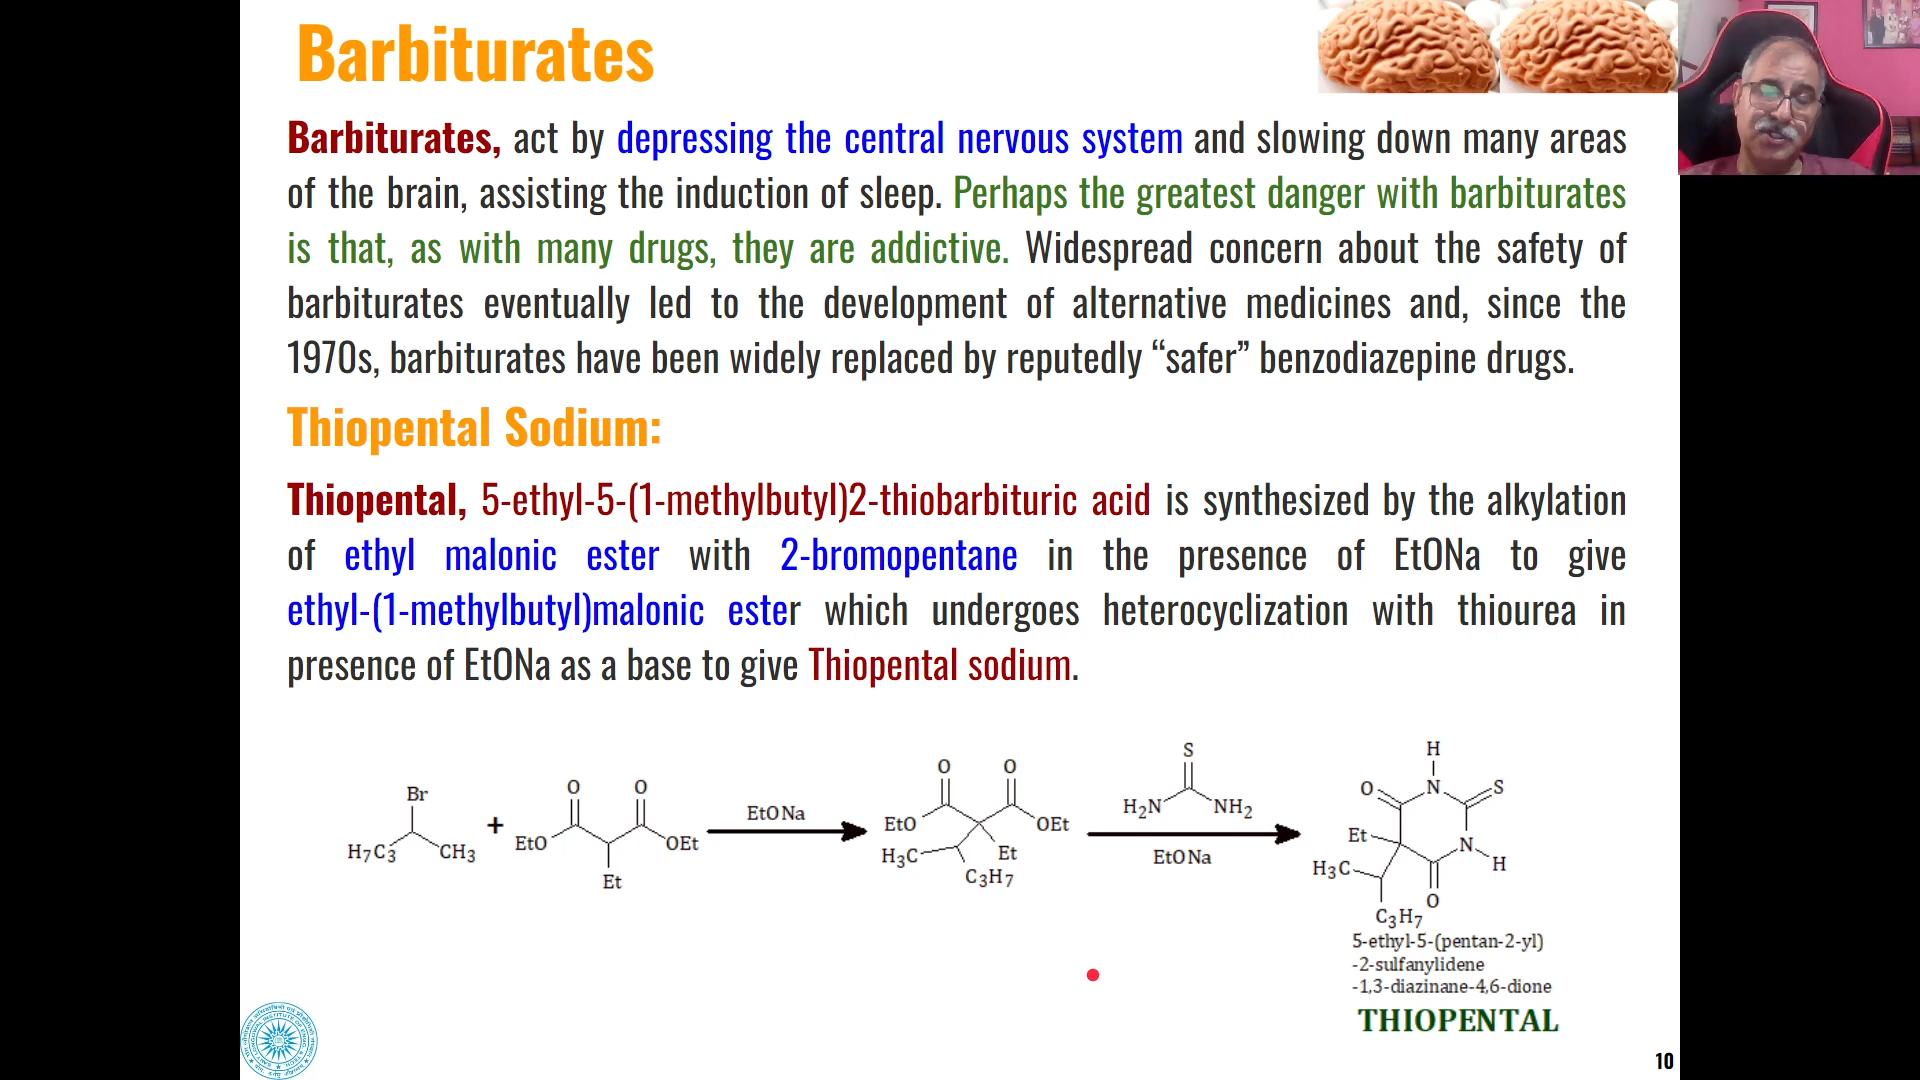 Barbiturates
Barbiturates, act by depressing the central nervous system and slowing down many areas
of the brain, assisting the induction of sleep. Perhaps the greatest danger with barbiturates
is that, as with many drugs, they are addictive. Widespread concern about the safety of
barbiturates eventually led to the development of alternative medicines and, since the
1970s, barbiturates have been widely replaced by reputedly “safer” benzodiazepine drugs.
Thiopental Sodium:
Thiopental, 5-ethyl-5-(1-methylbutyl)2-thiobarbituric acid is synthesized by the alkylation
of ethyl malonic ester with 2-bromopentane in the presence of EtONa to give
ethyl-(1-methylbutyl)malonic ester which undergoes heterocyclization with thiourea in
presence of EtONa as a base to give Thiopental sodium.
Br
H7C3 CH3
+
O O
EtO OEt
Et
EtONa
O O
EtO OEt
H3C Et
C3H7
S
H2N NH2
EtONa
H
O N S
Et N
H3C H
O
C3H7
5-ethyl-5-(pentan-2-yl)
-2-sulfanylidene
-1,3-diazinane-4,6-dione
THIOPENTAL
10